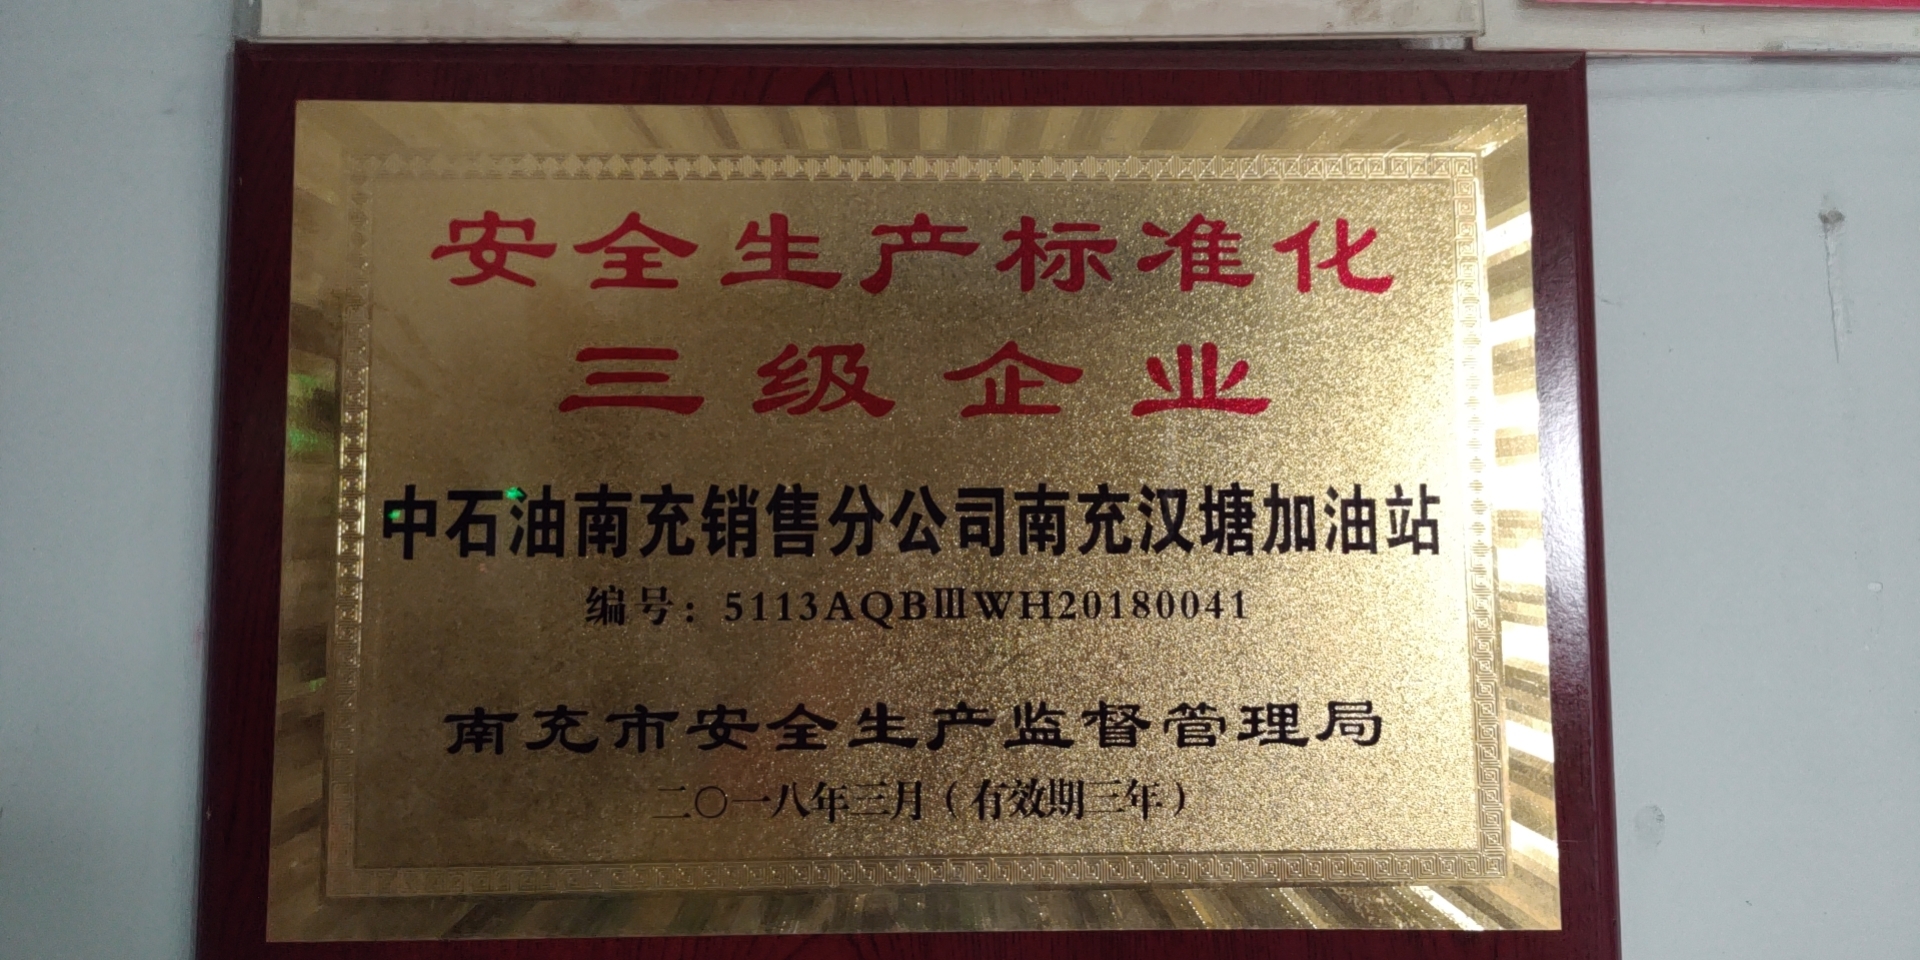 安全生产标准化
三级企业
中石油南充销售分公司南充汉塘加油站
编号：5113AQBⅢWH20180041
南充市安全生产监督管理局
二〇一八年三月（有效期三年）